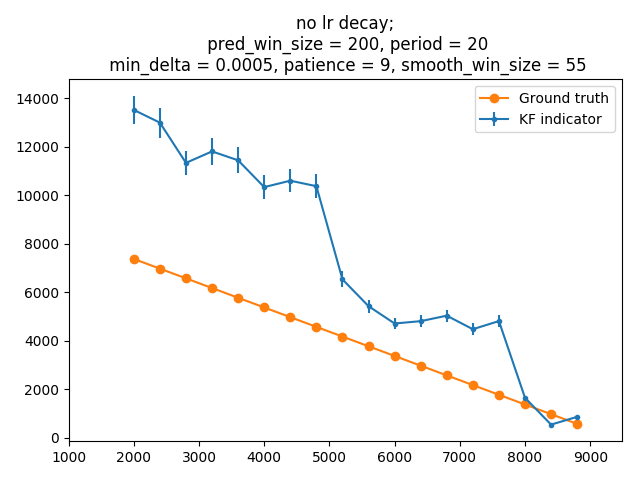 no lr decay;
pred_win_size = 200, period = 20
min_delta = 0.0005, patience = 9, smooth_win_size = 55
Ground truth
KF indicator
14000
12000
10000
8000
6000
4000
2000
0
1000 2000 3000 4000 5000 6000 7000 8000 9000